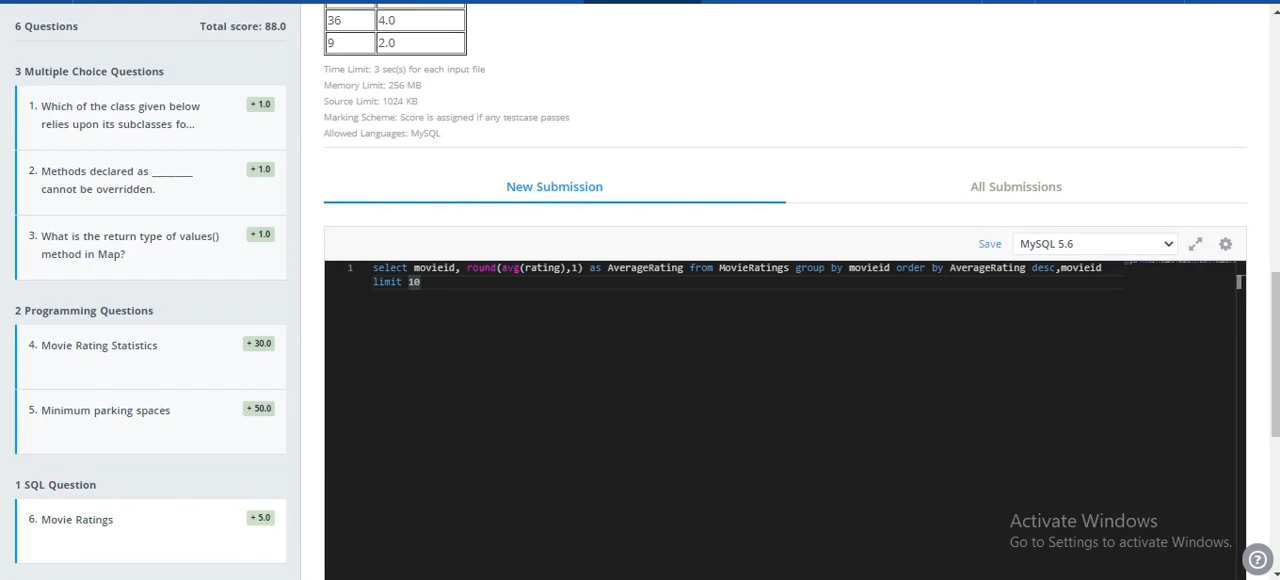 6 Questions
Total score: 88.0
3 Multiple Choice Questions
1. Which of the class given below
relies upon its subclasses fo...
+ 1.0
2. Methods declared as ________
cannot be overridden.
+ 1.0
3. What is the return type of values()
method in Map?
+ 1.0
2 Programming Questions
4. Movie Rating Statistics
+ 30.0
5. Minimum parking spaces
+ 50.0
1 SQL Question
6. Movie Ratings
+ 5.0
36 4.0
9 2.0
Time Limit: 3 sec(s) for each input file
Memory Limit: 256 MB
Source Limit: 1024 KB
Marking Scheme: Score is assigned if any testcase passes
Allowed Languages: MySQL
New Submission
All Submissions
Save
MySQL 5.6
1 select movieid, round(avg(rating),1) as AverageRating from MovieRatings group by movieid order by AverageRating desc,movieid
limit 10
Activate Windows
Go to Settings to activate Windows.